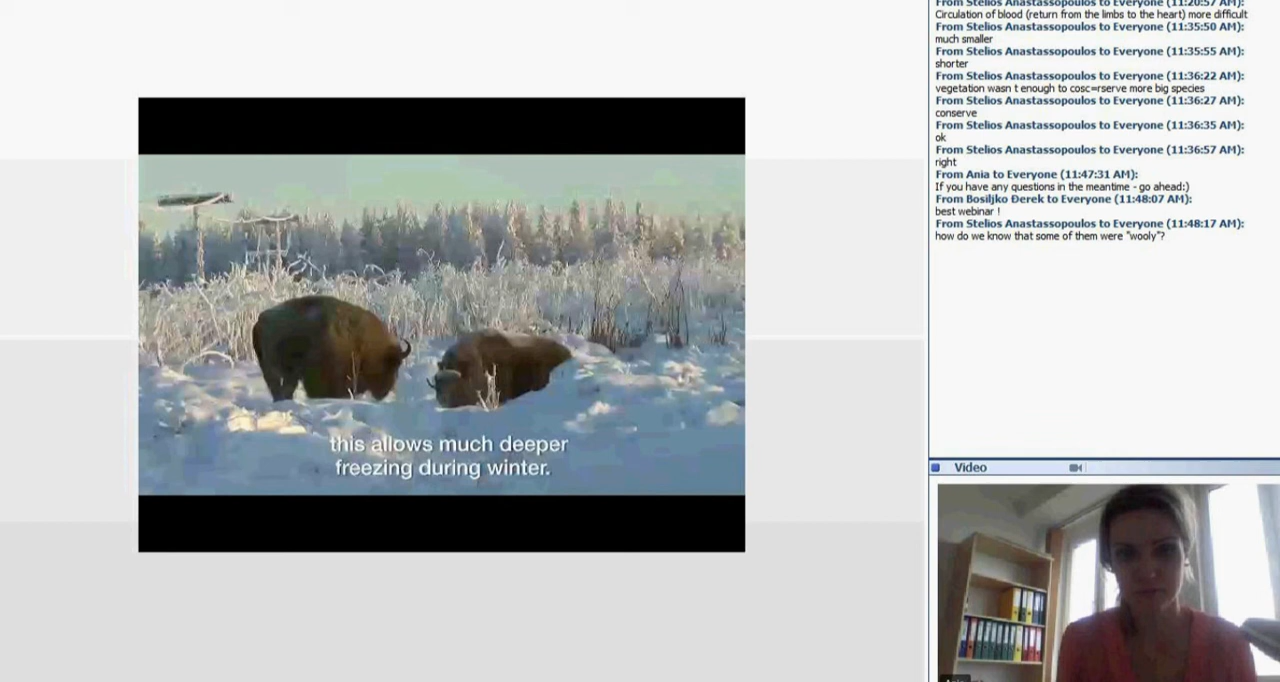 From Stelios Anastassopoulos to Everyone (11:20:57 AM):
Circulation of blood (return from the limbs to the heart) more difficult
From Stelios Anastassopoulos to Everyone (11:35:50 AM):
much smaller
From Stelios Anastassopoulos to Everyone (11:35:55 AM):
shorter
From Stelios Anastassopoulos to Everyone (11:36:22 AM):
vegetation wasn t enough to cosc=rserve more big species
From Stelios Anastassopoulos to Everyone (11:36:27 AM):
conserve
From Stelios Anastassopoulos to Everyone (11:36:35 AM):
ok
From Stelios Anastassopoulos to Everyone (11:36:57 AM):
right
From Ania to Everyone (11:47:31 AM):
If you have any questions in the meantime - go ahead:)
From Bosiljko Đerek to Everyone (11:48:07 AM):
best webinar !
From Stelios Anastassopoulos to Everyone (11:48:17 AM):
how do we know that some of them were "wooly"?
this allows much deeper
freezing during winter.
Video